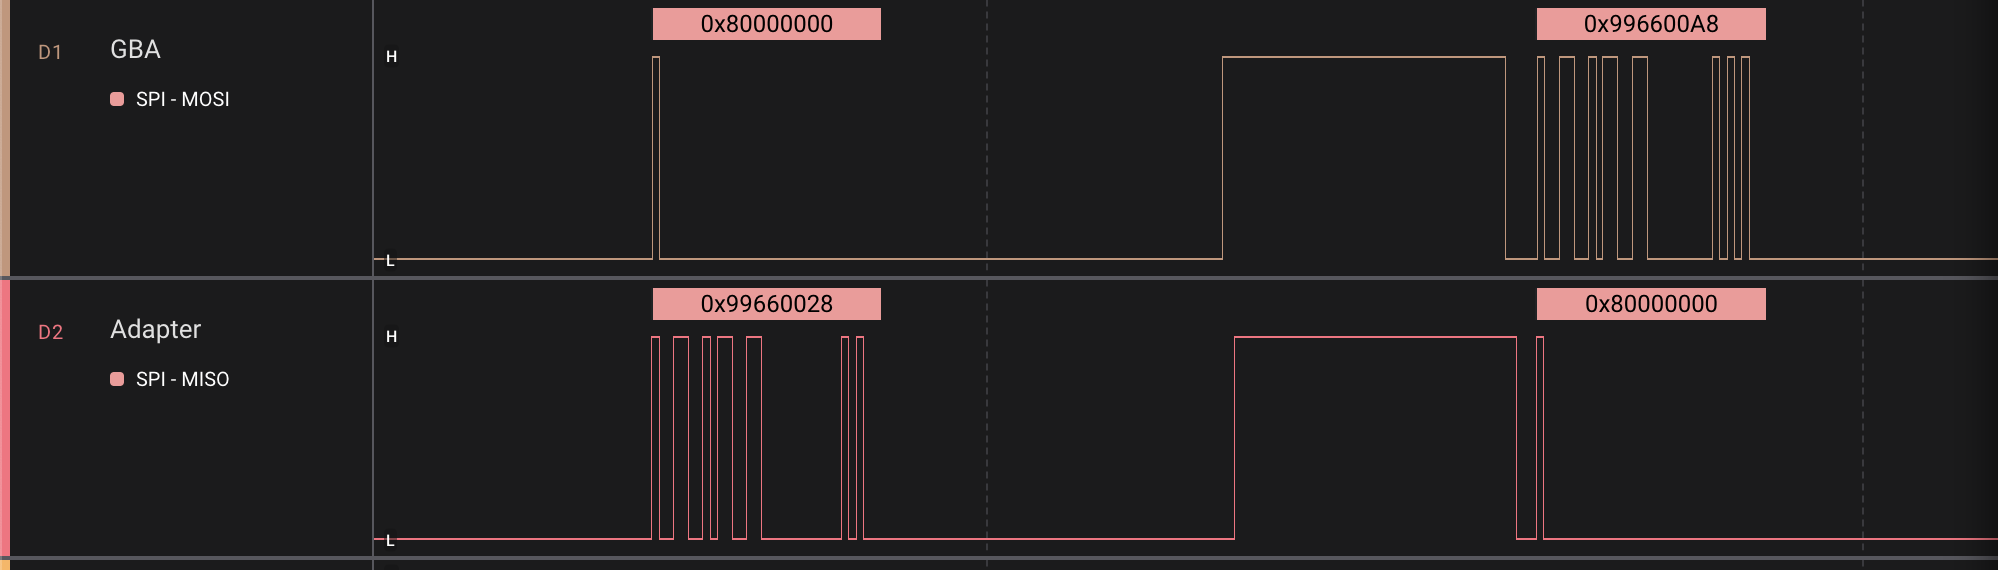 0x80000000
0x996600A8
D1
GBA
H
SPI - MOSI
L
0x99660028
0x80000000
D2
Adapter
H
SPI - MISO
L